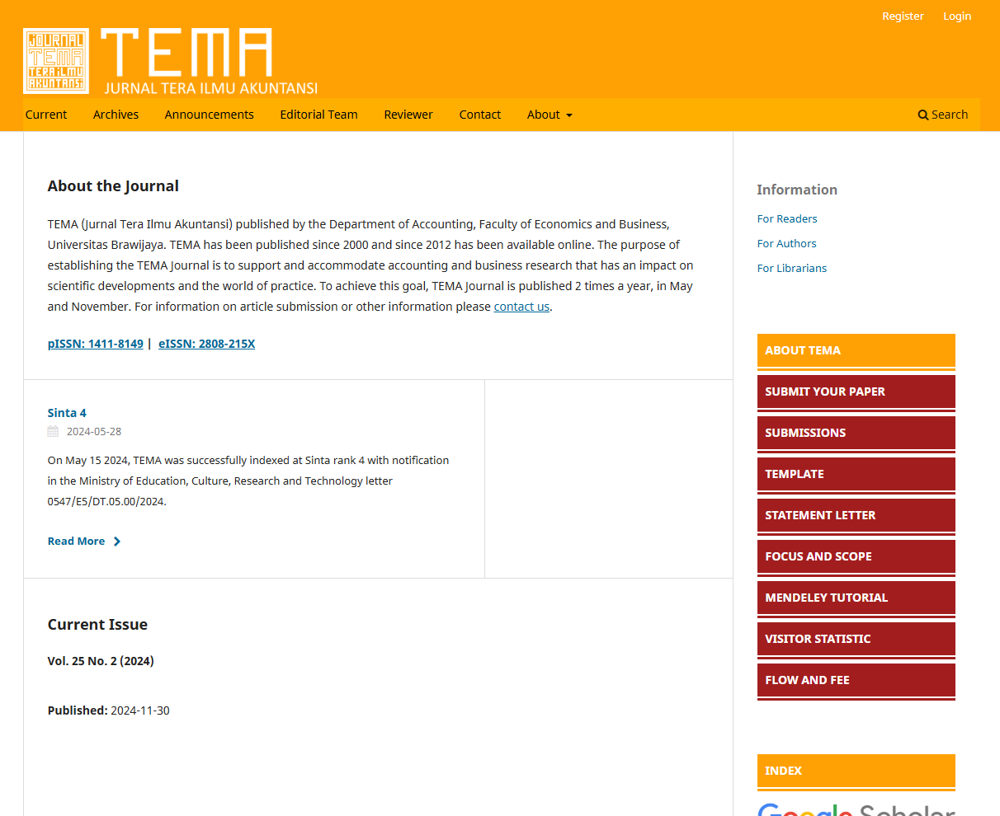 Register Login
JOURNAL
TEMA
TERA ILMU
AKUNTANSI
TEMA
JURNAL TERA ILMU AKUNTANSI
Current Archives Announcements Editorial Team Reviewer Contact About Search
About the Journal
TEMA (Jurnal Tera Ilmu Akuntansi) published by the Department of Accounting, Faculty of Economics and Business,
Universitas Brawijaya. TEMA has been published since 2000 and since 2012 has been available online. The purpose of
establishing the TEMA Journal is to support and accommodate accounting and business research that has an impact on
scientific developments and the world of practice. To achieve this goal, TEMA Journal is published 2 times a year, in May
and November. For information on article submission or other information please contact us.
pISSN: 1411-8149 | eISSN: 2808-215X
Sinta 4
2024-05-28
On May 15 2024, TEMA was successfully indexed at Sinta rank 4 with notification
in the Ministry of Education, Culture, Research and Technology letter
0547/E5/DT.05.00/2024.
Read More
Current Issue
Vol. 25 No. 2 (2024)
Published: 2024-11-30
Information
For Readers
For Authors
For Librarians
ABOUT TEMA
SUBMIT YOUR PAPER
SUBMISSIONS
TEMPLATE
STATEMENT LETTER
FOCUS AND SCOPE
MENDELEY TUTORIAL
VISITOR STATISTIC
FLOW AND FEE
INDEX
Google Scholar